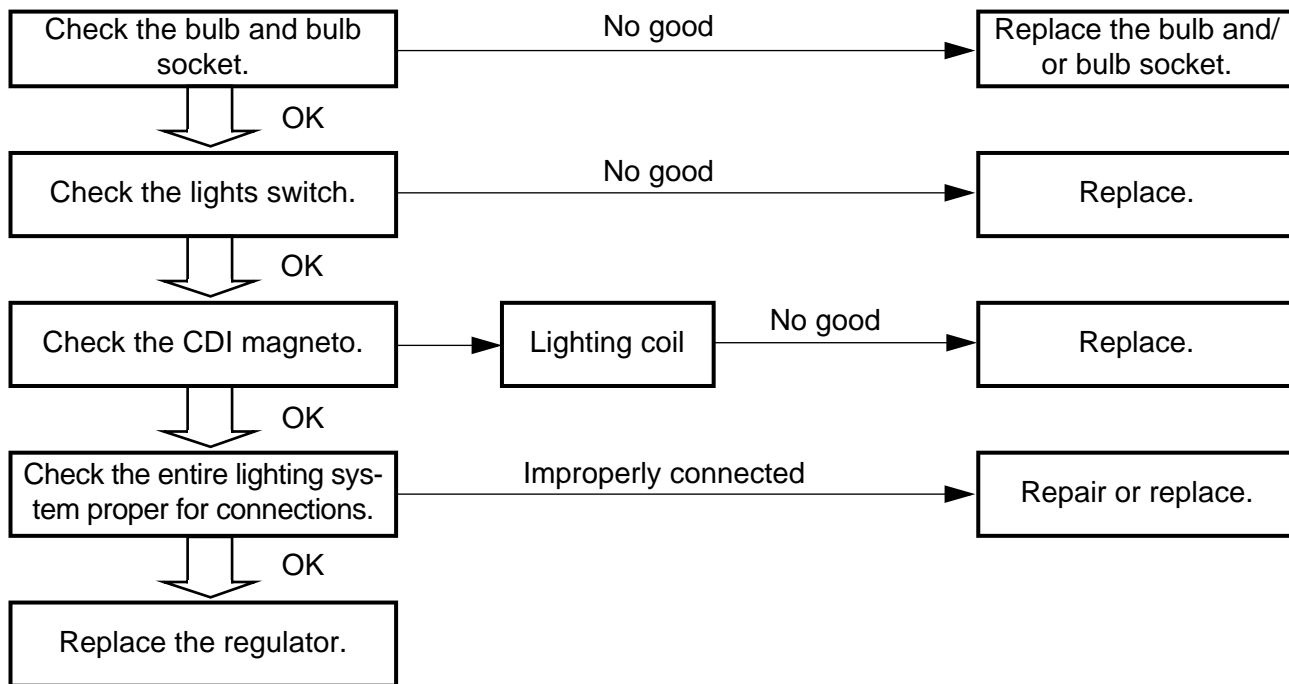 Check the bulb and bulb
socket.
No good
Replace the bulb and/
or bulb socket.
OK
Check the lights switch.
No good
Replace.
OK
Check the CDI magneto.
Lighting coil
No good
Replace.
OK
Check the entire lighting sys-
tem proper for connections.
Improperly connected
Repair or replace.
OK
Replace the regulator.